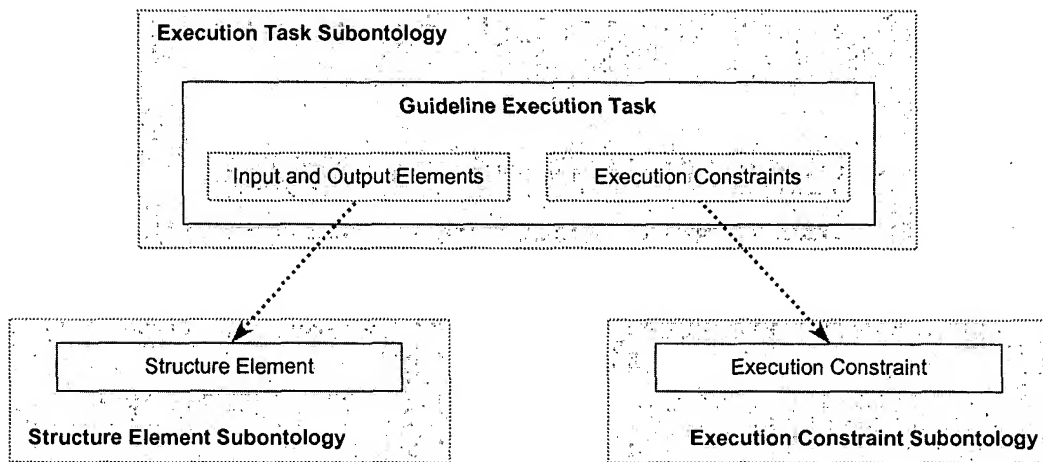 Execution Task Subontology
Guideline Execution Task
Input and Output Elements
Execution Constraints
Structure Element
Execution Constraint
Structure Element Subontology
Execution Constraint Subontology